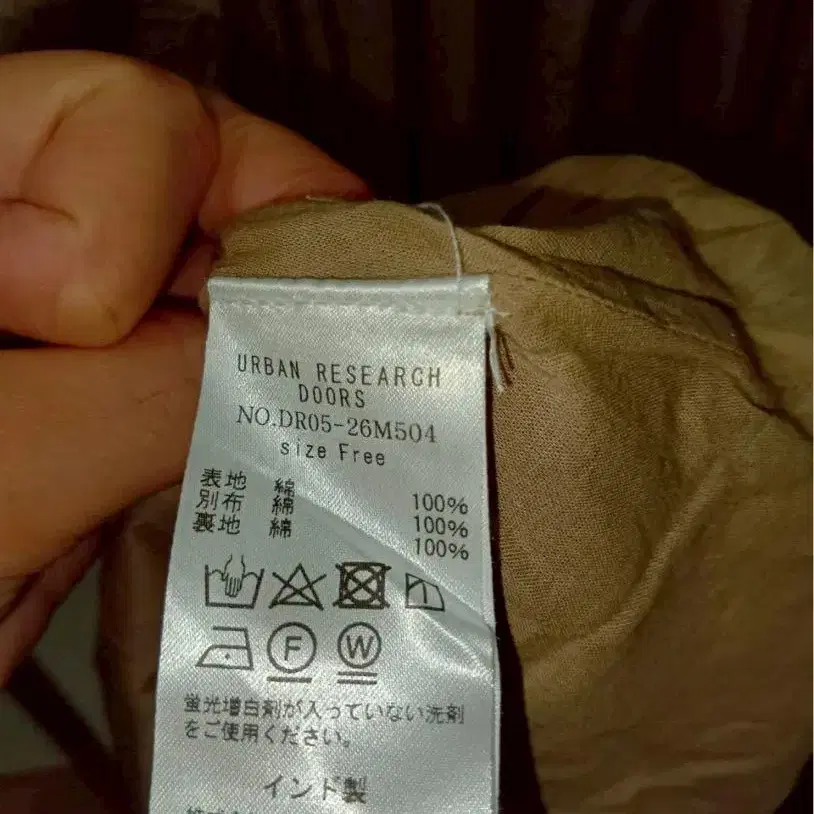 URBAN RESEARCH
DOORS
NO.DR05-26M504
size Free
表地 綿 100%
別布 綿 100%
裏地 綿 100%
F W
蛍光増白剤が入っていない洗剤
をご使用ください。
インド製